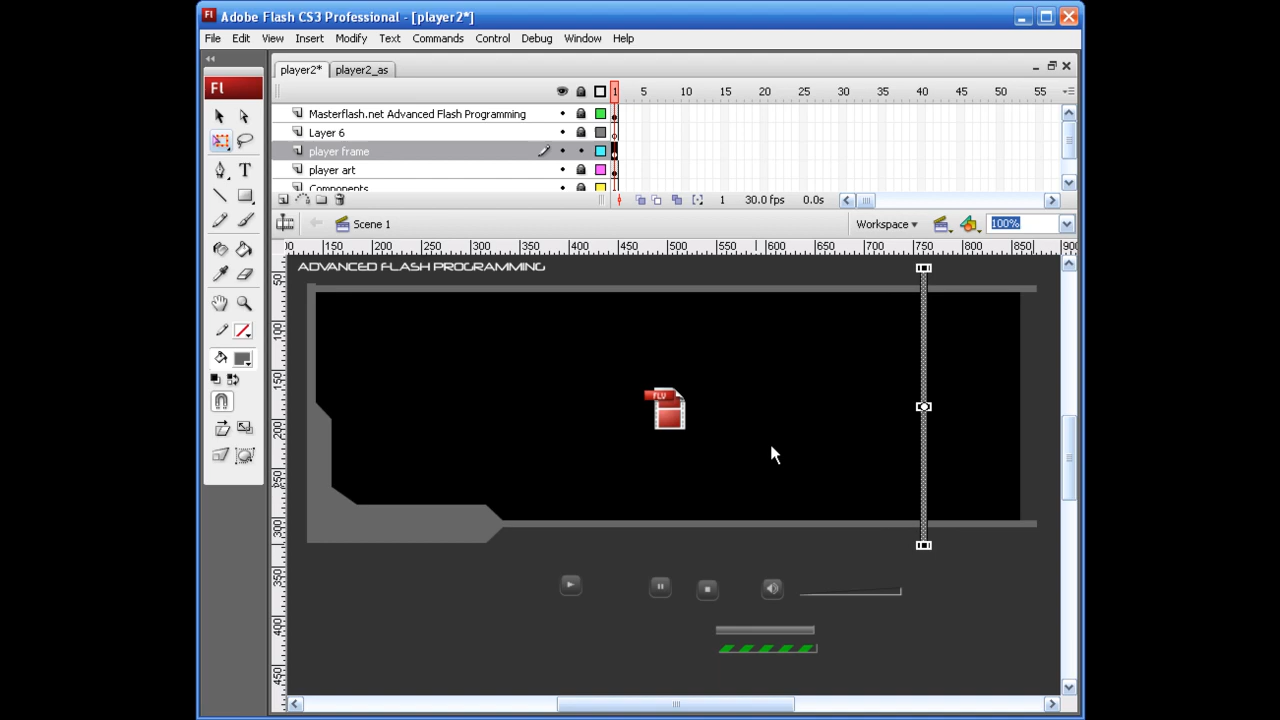 Adobe Flash CS3 Professional - [player2*]
File Edit View Insert Modify Text Commands Control Debug Window Help
player2* player2_as
Fl
1 5 10 15 20 25 30 35 40 45 50 55
Masterflash.net Advanced Flash Programming
Layer 6
player frame
player art
Components
1 30.0 fps 0.0s
Scene 1
Workspace
100%
150 200 250 300 350 400 450 500 550 600 650 700 750 800 850 900
ADVANCED FLASH PROGRAMMING
50
100
150
200
250
300
350
400
450
FLV